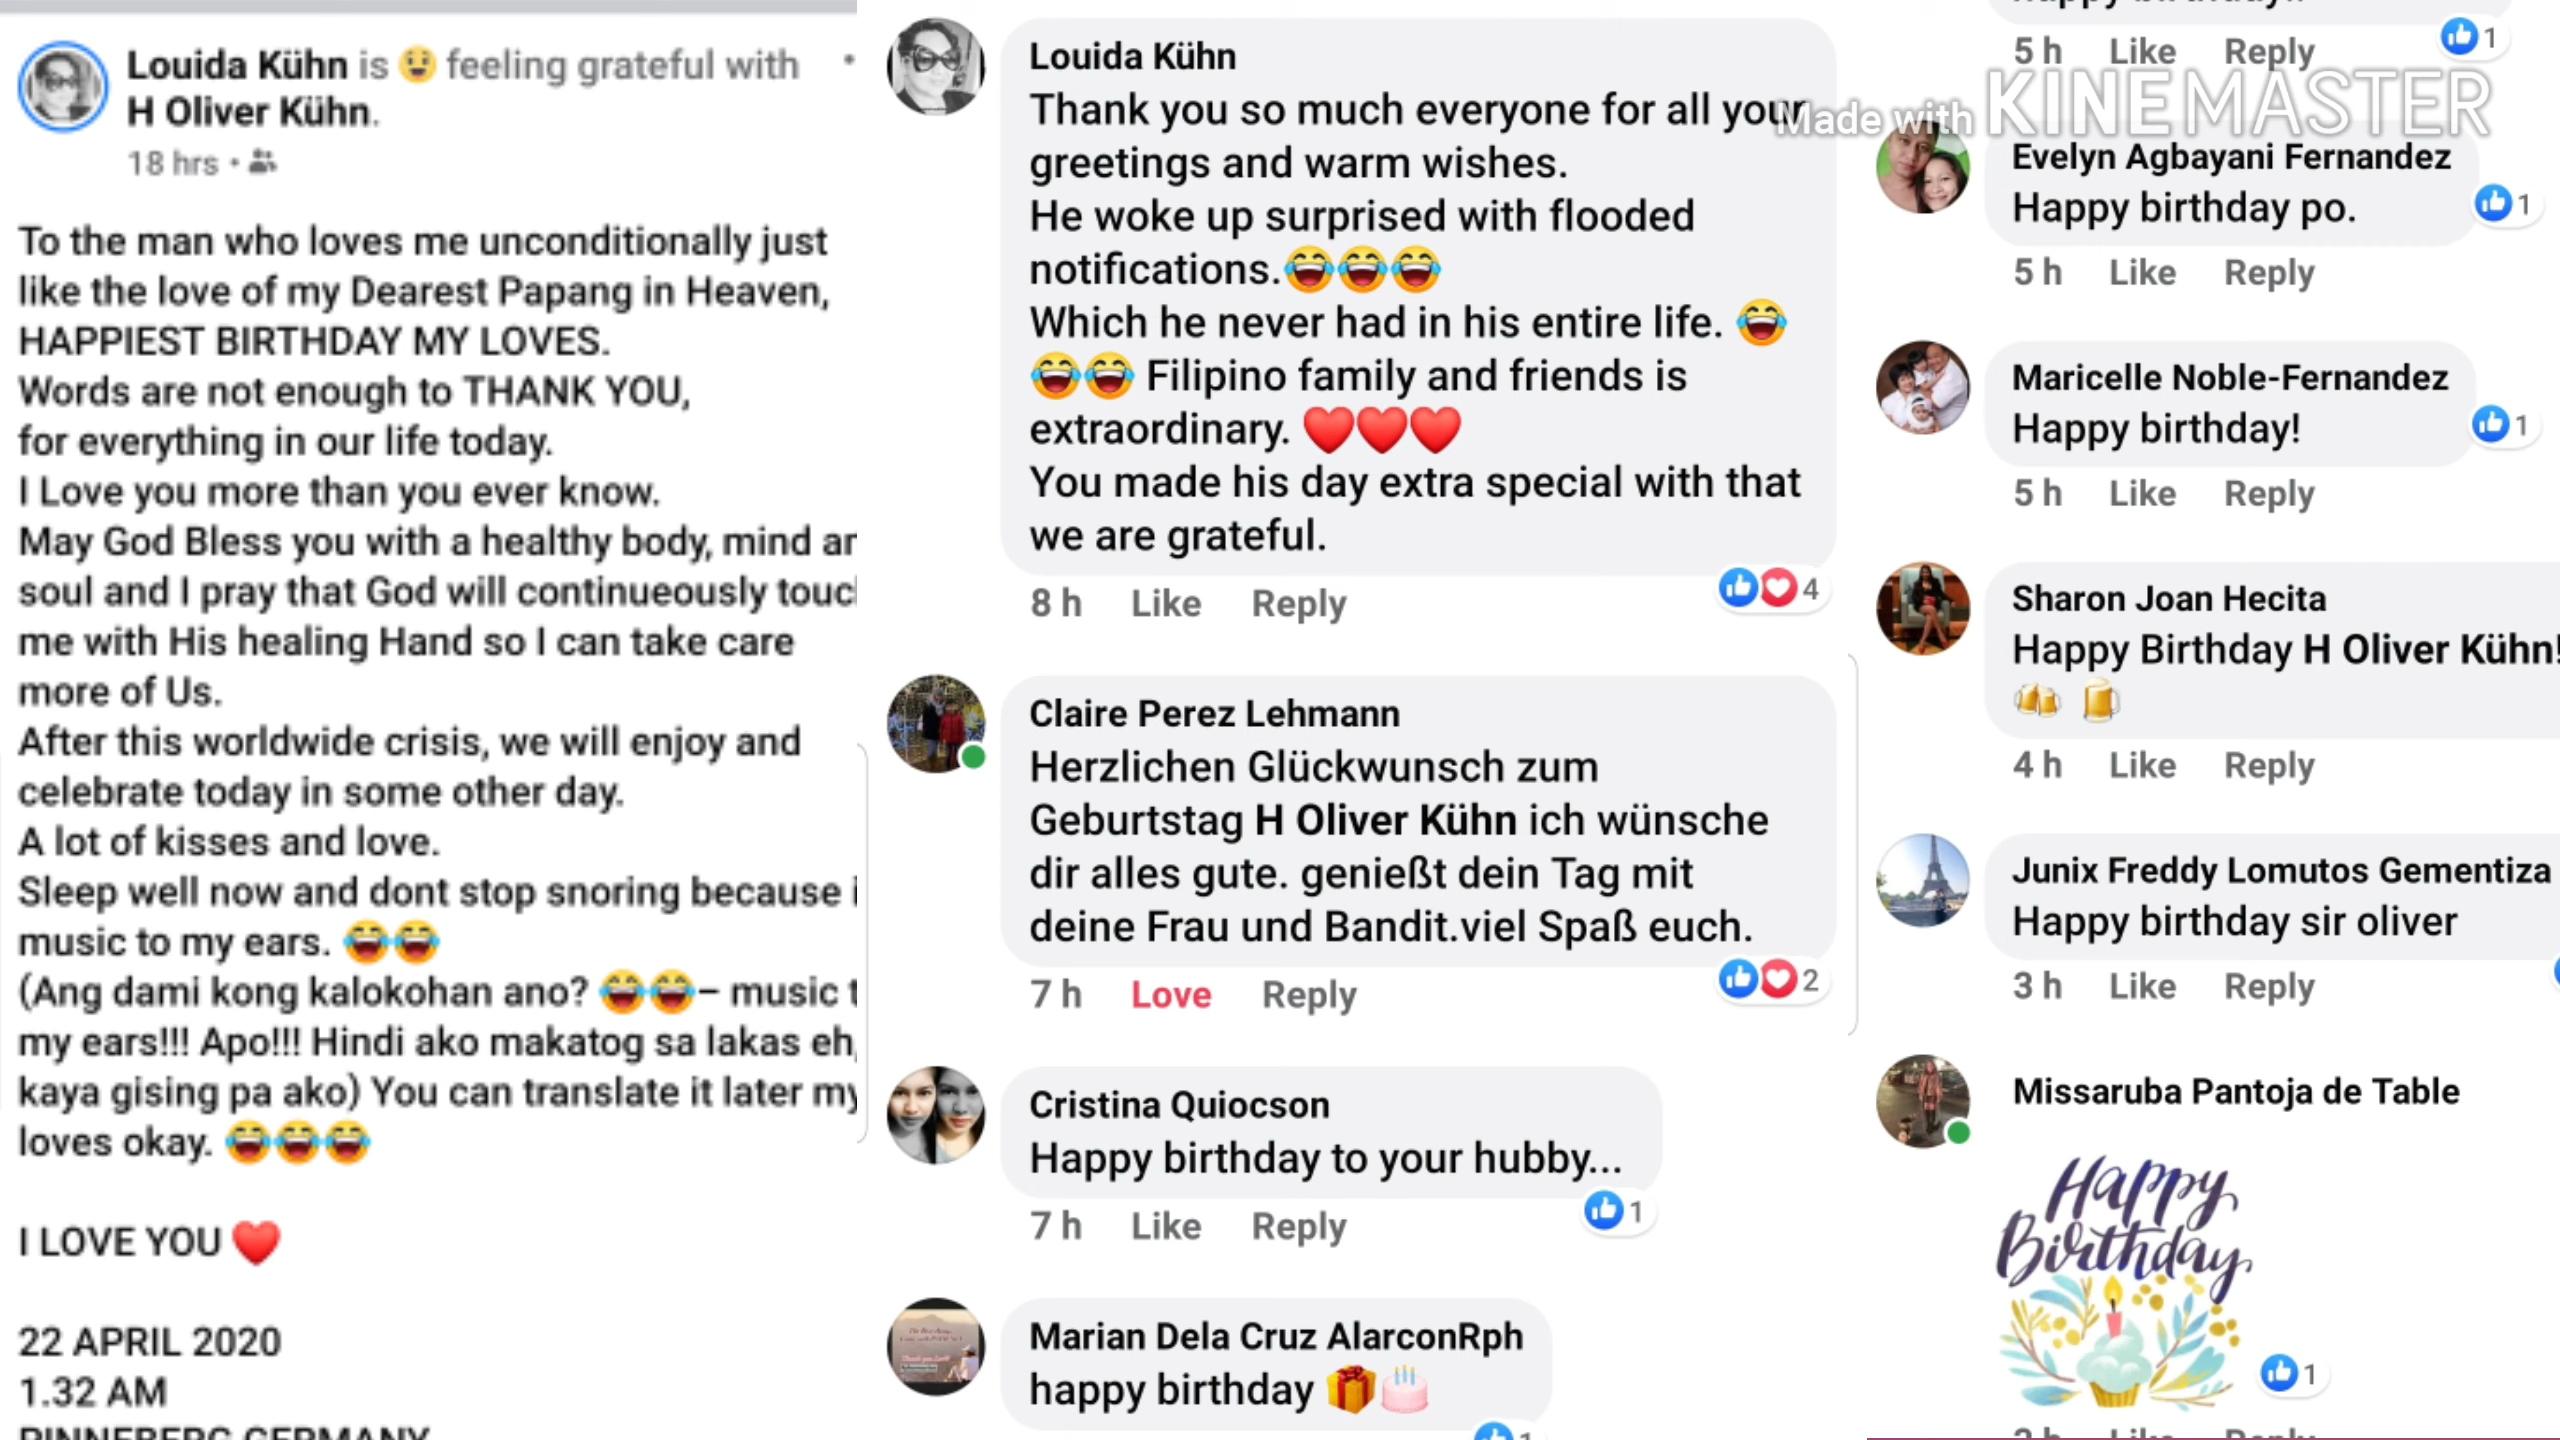 Louida Kühn is feeling grateful with
H Oliver Kühn.
18 hrs •
To the man who loves me unconditionally just
like the love of my Dearest Papang in Heaven,
HAPPIEST BIRTHDAY MY LOVES.
Words are not enough to THANK YOU,
for everything in our life today.
I Love you more than you ever know.
May God Bless you with a healthy body, mind
soul and I pray that God will continueously
me with His healing Hand so I can take care
more of Us.
After this worldwide crisis, we will enjoy and
celebrate today in some other day.
A lot of kisses and love.
Sleep well now and dont stop snoring because
music to my ears. 😂😂
(Ang dami kong kalokohan ano? 😂😂– music
my ears!!! Apo!!! Hindi ako makatog sa lakas eh,
kaya gising pa ako) You can translate it later my
loves okay. 😂😂😂
I LOVE YOU ❤️
22 APRIL 2020
1.32 AM
PINNEBERG GERMANY
Louida Kühn
Thank you so much everyone for all your
greetings and warm wishes.
He woke up surprised with flooded
notifications.😂😂😂
Which he never had in his entire life. 😂
😂😂 Filipino family and friends is
extraordinary. ❤️❤️❤️
You made his day extra special with that
we are grateful.
8 h Like Reply 4
Claire Perez Lehmann
Herzlichen Glückwunsch zum
Geburtstag H Oliver Kühn ich wünsche
dir alles gute. genießt dein Tag mit
deine Frau und Bandit.viel Spaß euch.
7 h Love Reply 2
Cristina Quiocson
Happy birthday to your hubby...
7 h Like Reply 1
Marian Dela Cruz AlarconRph
happy birthday 🎁🎂
1
5 h Like Reply 1
Made with KINEMASTER
Evelyn Agbayani Fernandez
Happy birthday po.
1
5 h Like Reply
Maricelle Noble-Fernandez
Happy birthday!
1
5 h Like Reply
Sharon Joan Hecita
Happy Birthday H Oliver Kühn!
🍻 🍺
4 h Like Reply
Junix Freddy Lomutos Gementiza
Happy birthday sir oliver
3 h Like Reply
Missaruba Pantoja de Table
Happy
Birthday
1
Like Reply